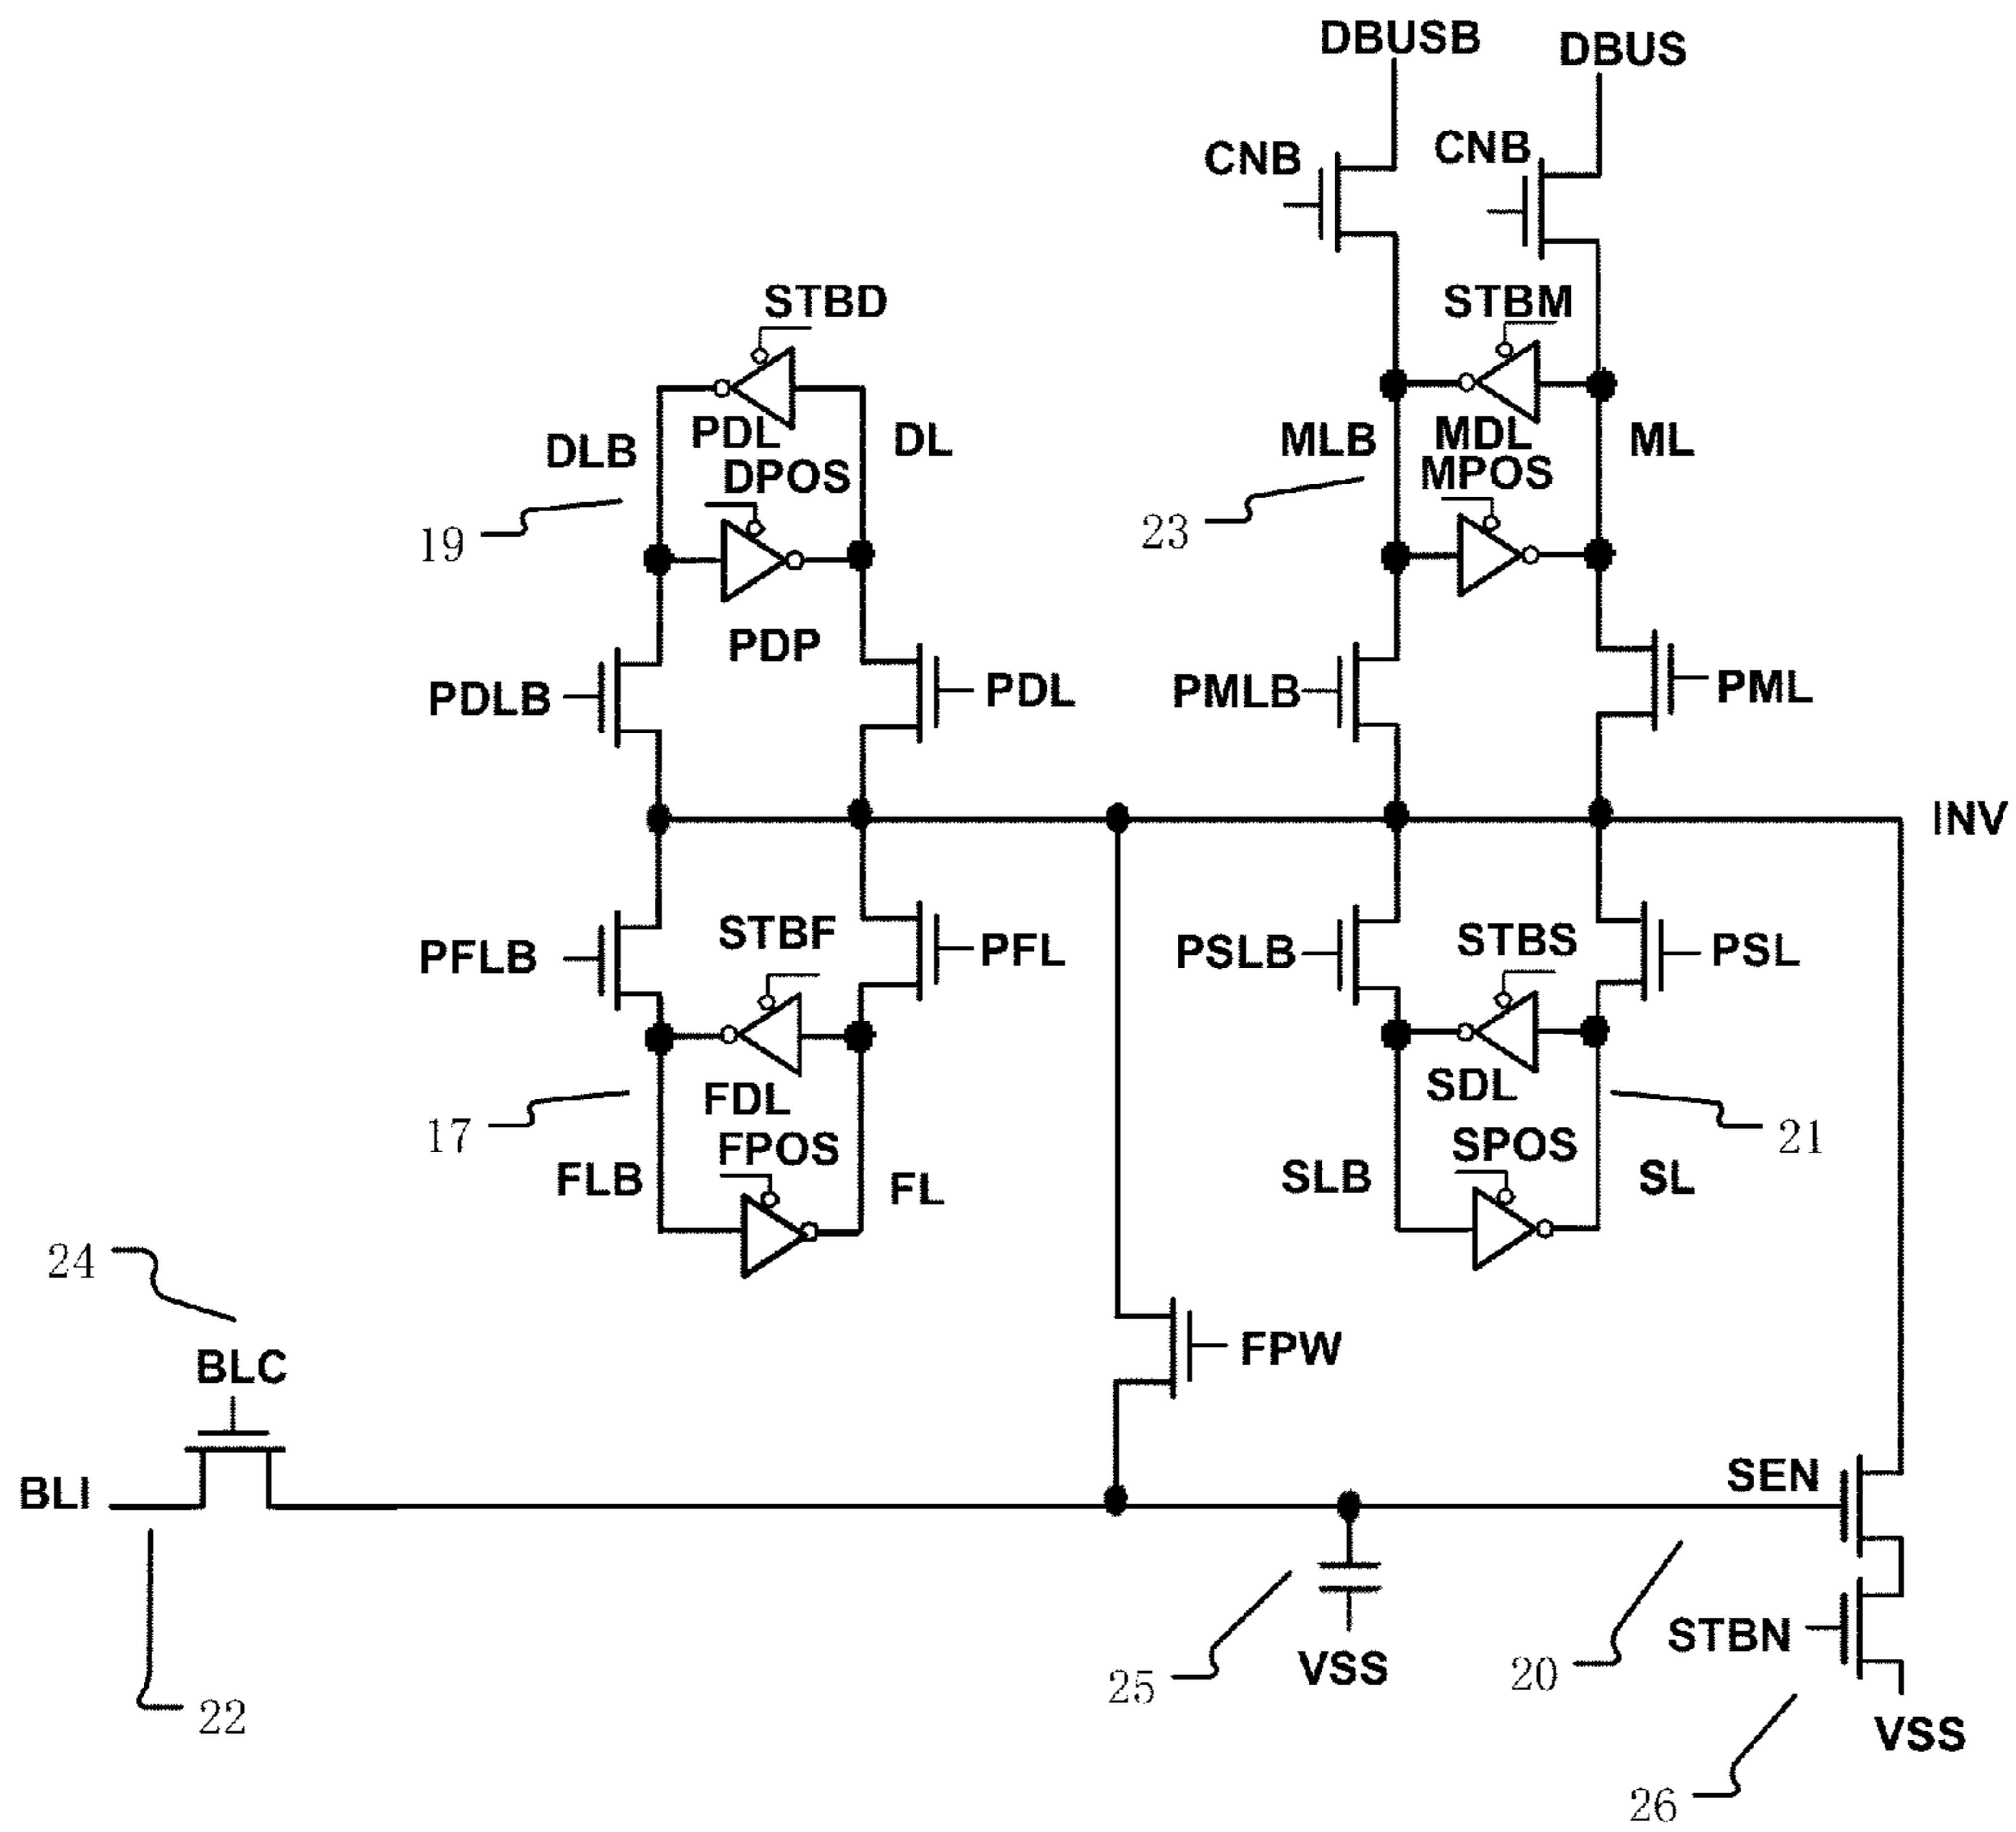 DBUSB
DBUS
CNB
CNB
STBD
STBM
DLB
PDL
DL
MLB
MDL
ML
DPOS
MPOS
19
23
PDP
PDLB
PDL
PMLB
PML
INV
PFLB
STBF
PFL
PSLB
STBS
PSL
FDL
SDL
17
FPOS
21
SPOS
FLB
FL
SLB
SL
24
BLC
FPW
BLI
SEN
STBN
25
VSS
20
22
VSS
26